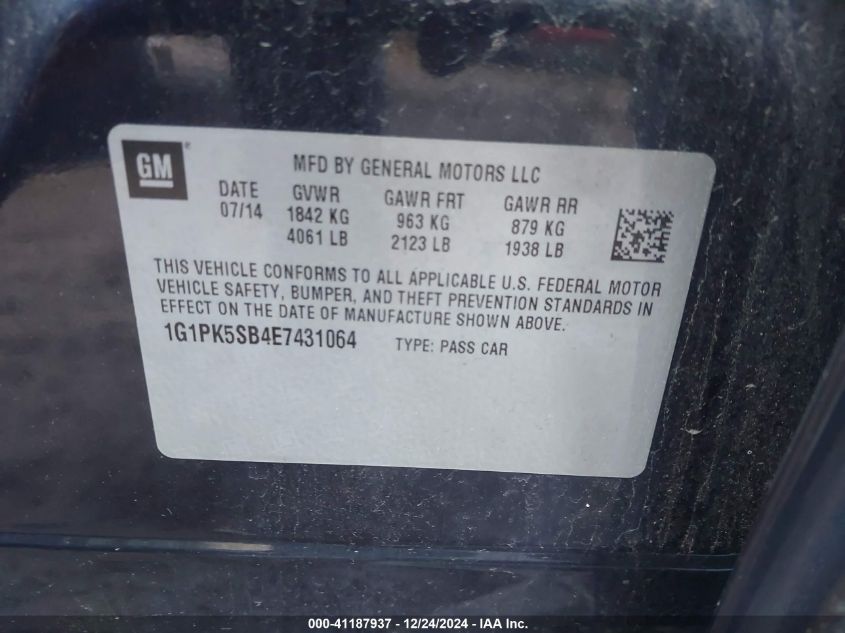 GM®
MFD BY GENERAL MOTORS LLC
DATE GVWR GAWR FRT GAWR RR
07/14 1842 KG 963 KG 879 KG
4061 LB 2123 LB 1938 LB
THIS VEHICLE CONFORMS TO ALL APPLICABLE U.S. FEDERAL MOTOR
VEHICLE SAFETY, BUMPER, AND THEFT PREVENTION STANDARDS IN
EFFECT ON THE DATE OF MANUFACTURE SHOWN ABOVE.
1G1PK5SB4E7431064 TYPE: PASS CAR
000-41187937 - 12/24/2024 - IAA Inc.